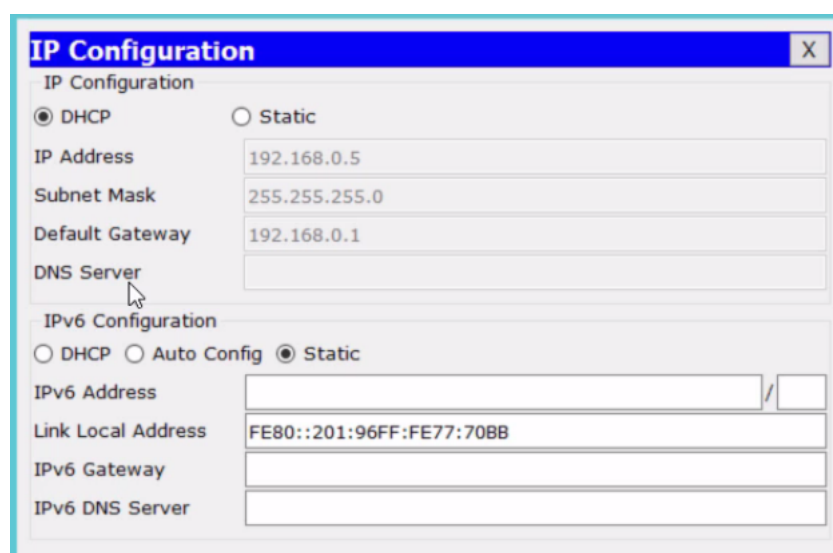 IP Configuration X
IP Configuration
DHCP Static
IP Address 192.168.0.5
Subnet Mask 255.255.255.0
Default Gateway 192.168.0.1
DNS Server
IPv6 Configuration
DHCP Auto Config Static
IPv6 Address /
Link Local Address FE80::201:96FF:FE77:70BB
IPv6 Gateway
IPv6 DNS Server